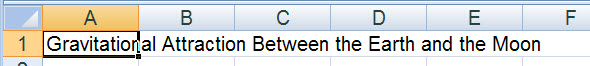 A B C D E F
1 Gravitational Attraction Between the Earth and the Moon